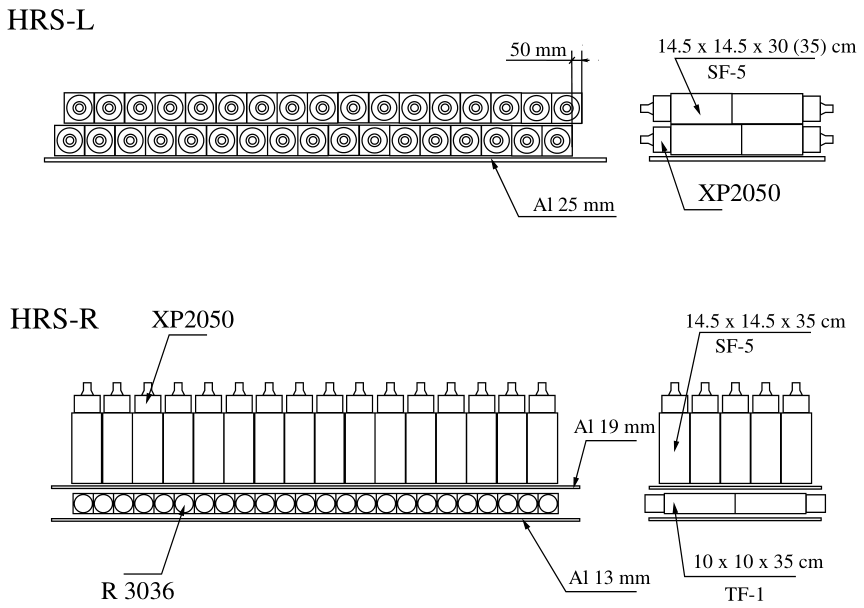 HRS-L
50 mm
14.5 x 14.5 x 30 (35) cm
SF-5
XP2050
Al 25 mm
HRS-R
XP2050
14.5 x 14.5 x 35 cm
SF-5
Al 19 mm
R 3036
Al 13 mm
10 x 10 x 35 cm
TF-1